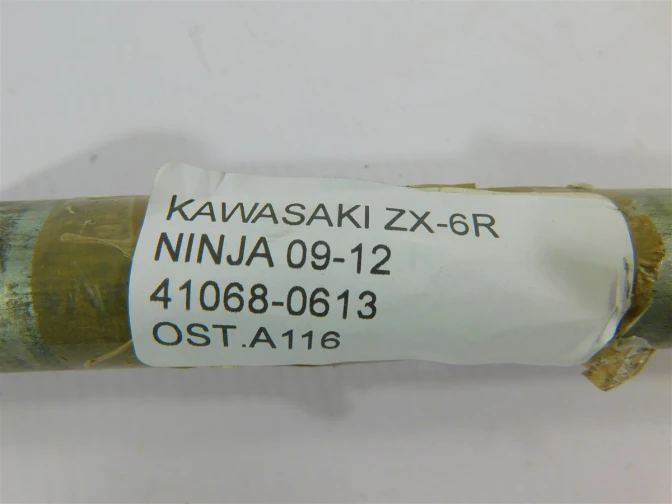 KAWASAKI ZX-6R
NINJA 09-12
41068-0613
OST.A116